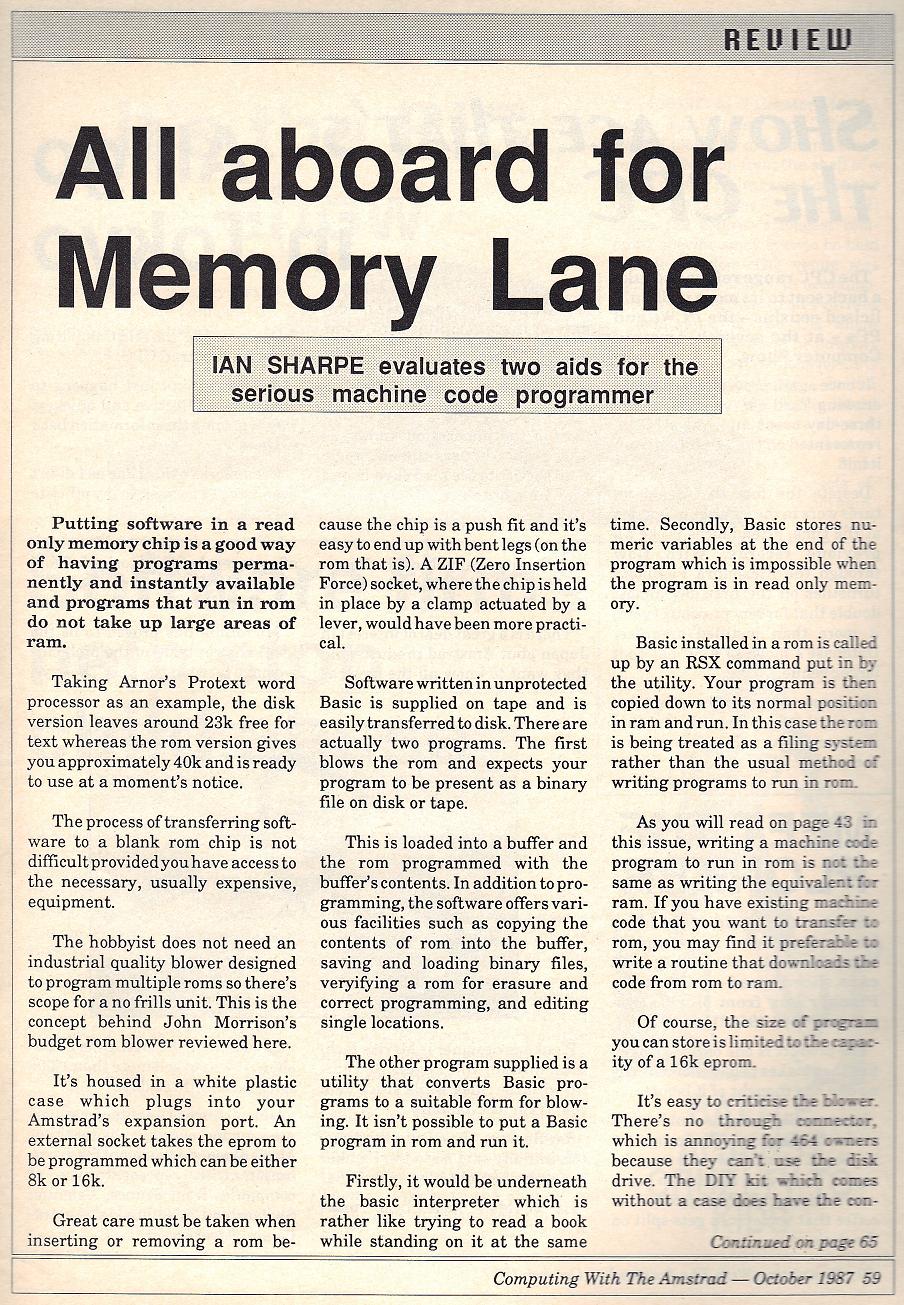 REVIEW
All aboard for
Memory Lane
IAN SHARPE evaluates two aids for the
serious machine code programmer
Putting software in a read
only memory chip is a good way
of having programs perma-
nently and instantly available
and programs that run in rom
do not take up large areas of
ram.
Taking Arnor's Protext word
processor as an example, the disk
version leaves around 23k free for
text whereas the rom version gives
you approximately 40k and is ready
to use at a moment's notice.
The process of transferring soft-
ware to a blank rom chip is not
difficult provided you have access to
the necessary, usually expensive,
equipment.
The hobbyist does not need an
industrial quality blower designed
to program multiple roms so there's
scope for a no frills unit. This is the
concept behind John Morrison's
budget rom blower reviewed here.
It's housed in a white plastic
case which plugs into your
Amstrad's expansion port. An
external socket takes the eprom to
be programmed which can be either
8k or 16k.
Great care must be taken when
inserting or removing a rom be-
cause the chip is a push fit and it's
easy to end up with bent legs (on the
rom that is). A ZIF (Zero Insertion
Force) socket, where the chip is held
in place by a clamp actuated by a
lever, would have been more practi-
cal.
Software written in unprotected
Basic is supplied on tape and is
easily transferred to disk. There are
actually two programs. The first
blows the rom and expects your
program to be present as a binary
file on disk or tape.
This is loaded into a buffer and
the rom programmed with the
buffer's contents. In addition to pro-
gramming, the software offers vari-
ous facilities such as copying the
contents of rom into the buffer,
saving and loading binary files,
veryifying a rom for erasure and
correct programming, and editing
single locations.
The other program supplied is a
utility that converts Basic pro-
grams to a suitable form for blow-
ing. It isn't possible to put a Basic
program in rom and run it.
Firstly, it would be underneath
the basic interpreter which is
rather like trying to read a book
while standing on it at the same
time. Secondly, Basic stores nu-
meric variables at the end of the
program which is impossible when
the program is in read only mem-
ory.
Basic installed in a rom is called
up by an RSX command put in by
the utility. Your program is then
copied down to its normal position
in ram and run. In this case the rom
is being treated as a filing system
rather than the usual method of
writing programs to run in rom.
As you will read on page 43 in
this issue, writing a machine code
program to run in rom is not the
same as writing the equivalent for
ram. If you have existing machine
code that you want to transfer to
rom, you may find it preferable to
write a routine that downloads the
code from rom to ram.
Of course, the size of program
you can store is limited to the capac-
ity of a 16k eprom.
It's easy to criticise the blower.
There's no through connector,
which is annoying for 464 owners
because they can't use the disk
drive. The DIY kit which comes
without a case does have the con-
Continued on page 65
Computing With The Amstrad — October 1987 59